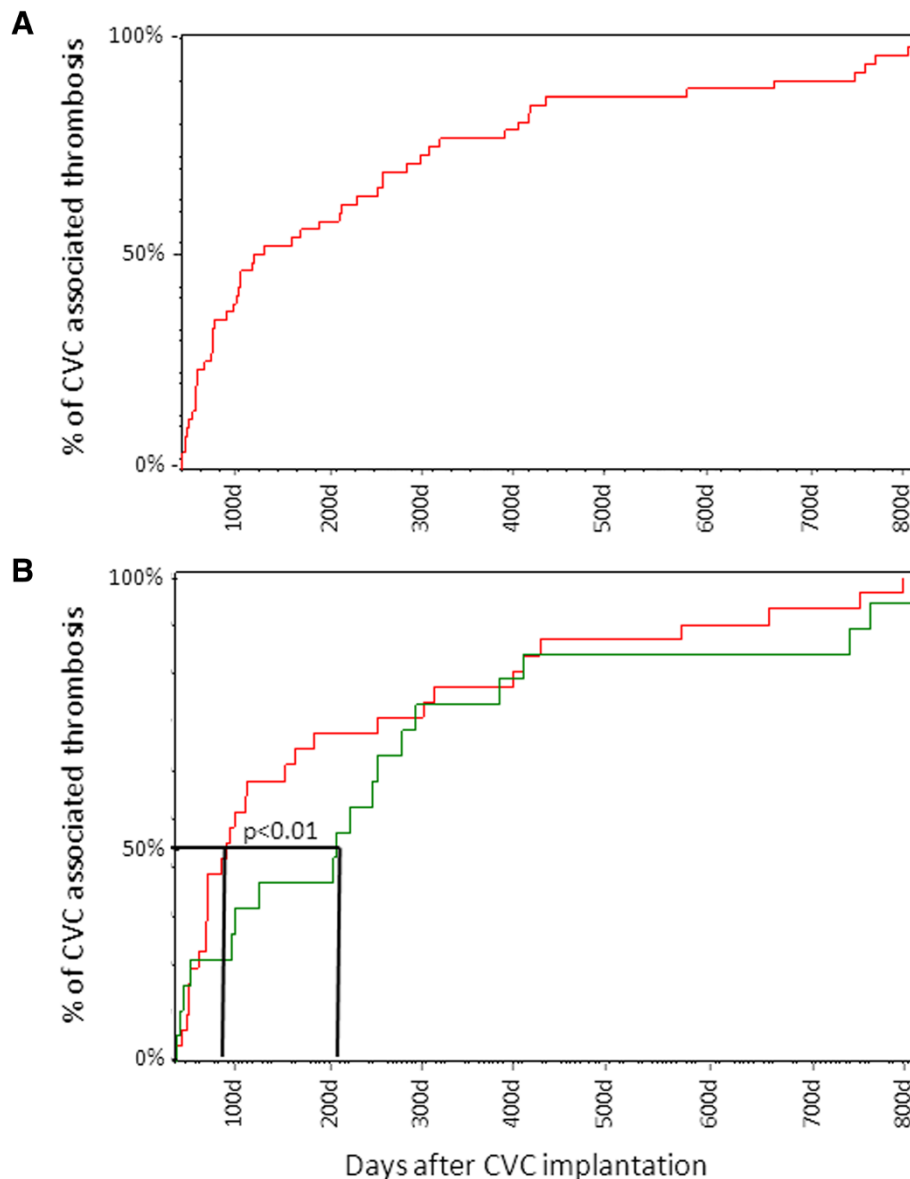 A
% of CVC associated thrombosis
100%
50%
0%
100d
200d
300d
400d
500d
600d
700d
800d
B
% of CVC associated thrombosis
100%
50%
0%
p<0.01
100d
200d
300d
400d
500d
600d
700d
800d
Days after CVC implantation